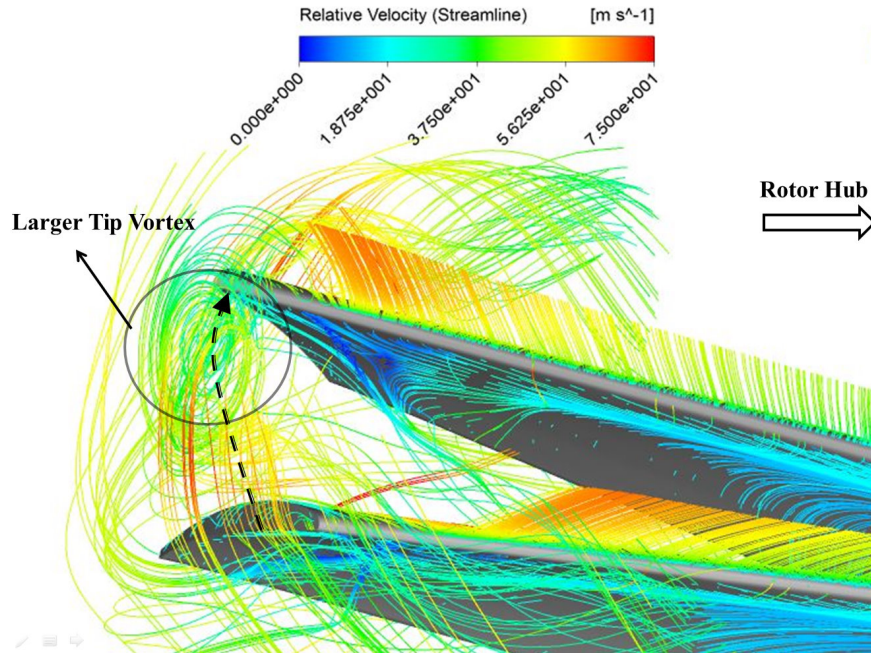 Relative Velocity (Streamline) [m s^-1]
0.000e+000
1.875e+001
3.750e+001
5.625e+001
7.500e+001
Rotor Hub
Larger Tip Vortex